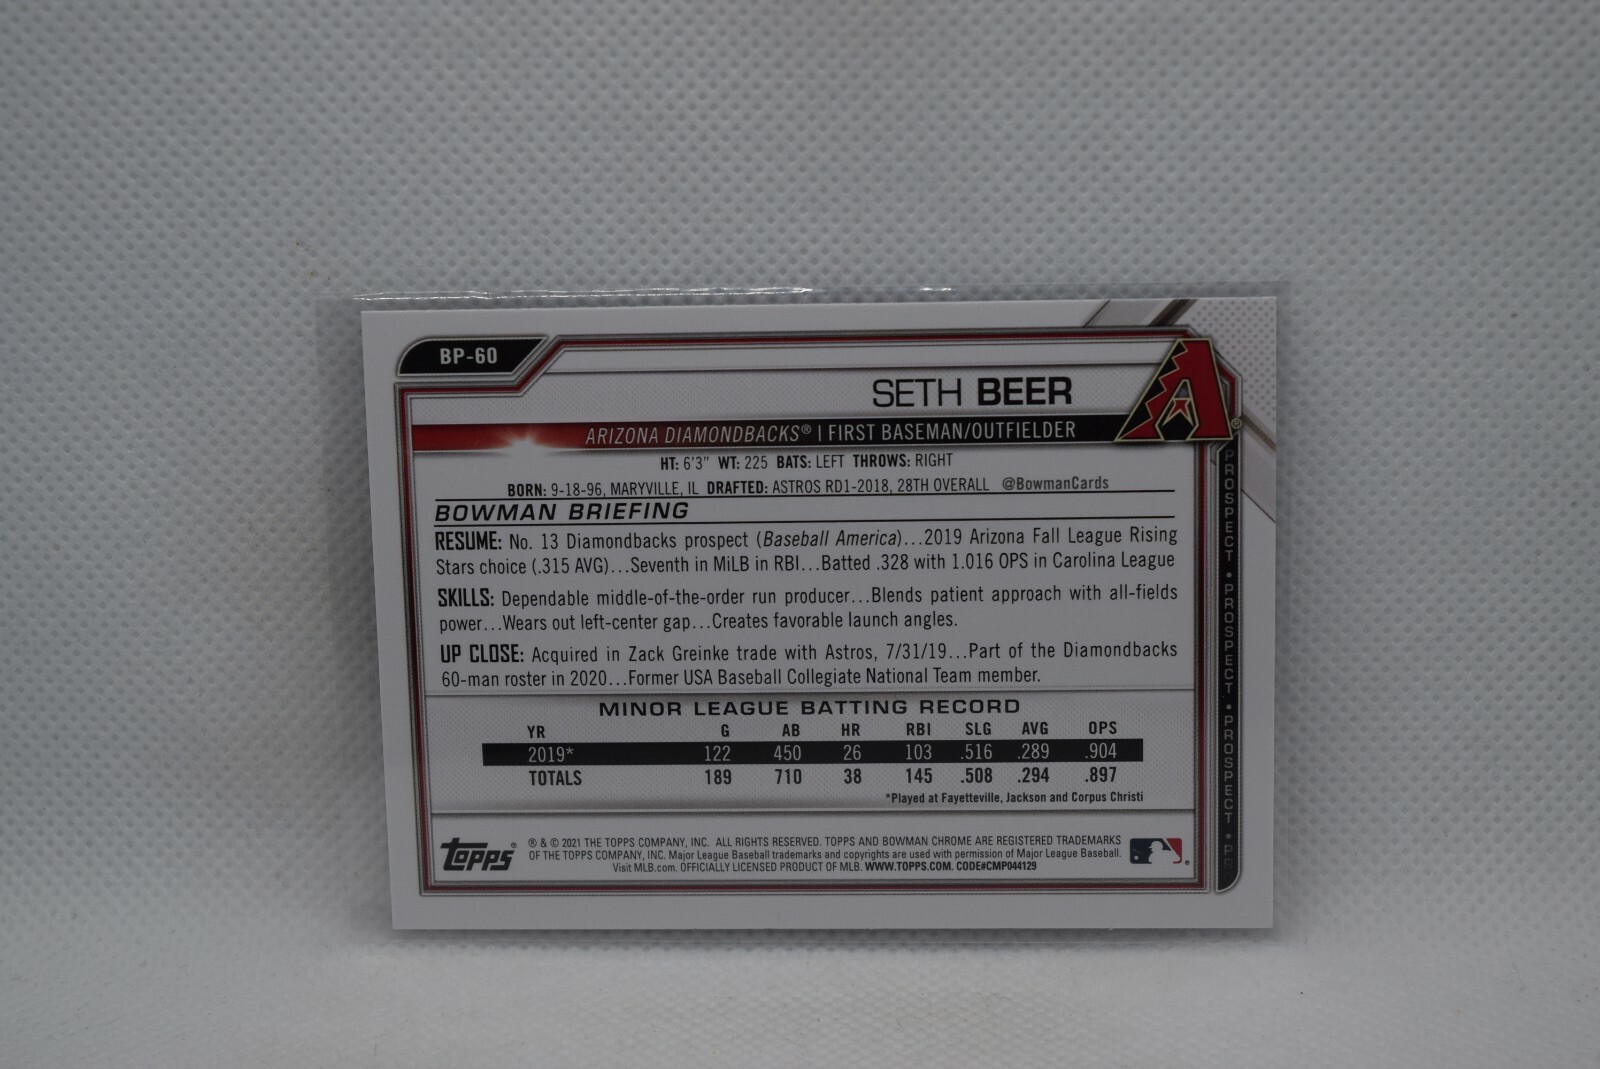 BP-60
SETH BEER
ARIZONA DIAMONDBACKS® | FIRST BASEMAN/OUTFIELDER
HT: 6'3" WT: 225 BATS: LEFT THROWS: RIGHT
BORN: 9-18-96, MARYVILLE, IL DRAFTED: ASTROS RD1-2018, 28TH OVERALL @BowmanCards
BOWMAN BRIEFING
RESUME: No. 13 Diamondbacks prospect (Baseball America)...2019 Arizona Fall League Rising
Stars choice (.315 AVG)...Seventh in MiLB in RBI...Batted .328 with 1.016 OPS in Carolina League
SKILLS: Dependable middle-of-the-order run producer...Blends patient approach with all-fields
power...Wears out left-center gap...Creates favorable launch angles.
UP CLOSE: Acquired in Zack Greinke trade with Astros, 7/31/19...Part of the Diamondbacks
60-man roster in 2020...Former USA Baseball Collegiate National Team member.
MINOR LEAGUE BATTING RECORD
YR G AB HR RBI SLG AVG OPS
2019* 122 450 26 103 .516 .289 .904
TOTALS 189 710 38 145 .508 .294 .897
*Played at Fayetteville, Jackson and Corpus Christi
TOPPS® ® & © 2021 THE TOPPS COMPANY, INC. ALL RIGHTS RESERVED. TOPPS AND BOWMAN CHROME ARE REGISTERED TRADEMARKS
OF THE TOPPS COMPANY, INC. Major League Baseball trademarks and copyrights are used with permission of Major League Baseball.
Visit MLB.com. OFFICIALLY LICENSED PRODUCT OF MLB. WWW.TOPPS.COM. CODE#CMP044129
PROSPECT • PROSPECT • PROSPECT • PR